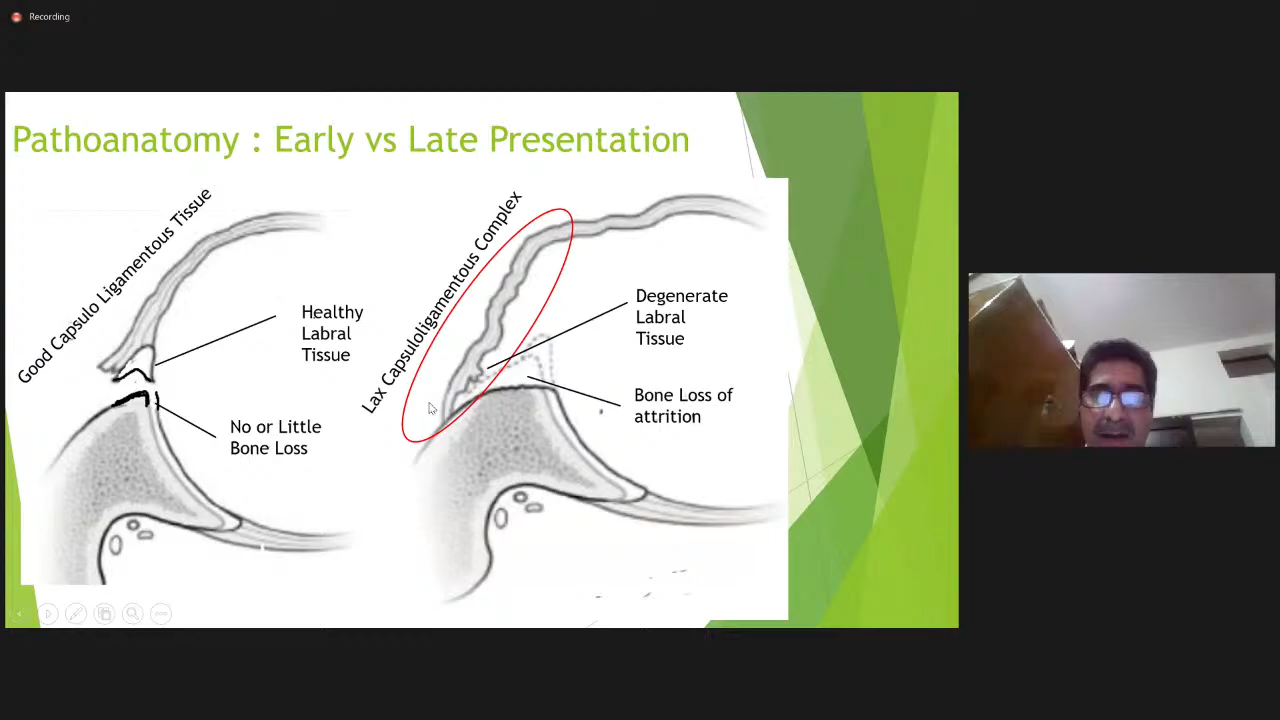 Recording
Pathoanatomy : Early vs Late Presentation
Good Capsulo Ligamentous Tissue
Healthy
Labral
Tissue
No or Little
Bone Loss
Lax Capsuloligamentous Complex
Degenerate
Labral
Tissue
Bone Loss of
attrition